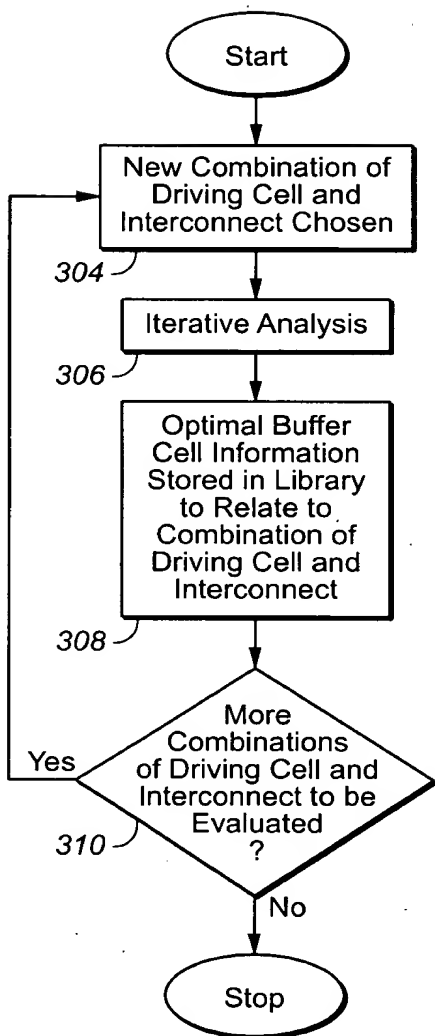 Start
New Combination of
Driving Cell and
Interconnect Chosen
304
Iterative Analysis
306
Optimal Buffer
Cell Information
Stored in Library
to Relate to
Combination of
Driving Cell and
Interconnect
308
More
Combinations
of Driving Cell and
Interconnect to be
Evaluated
?
Yes
310
No
Stop